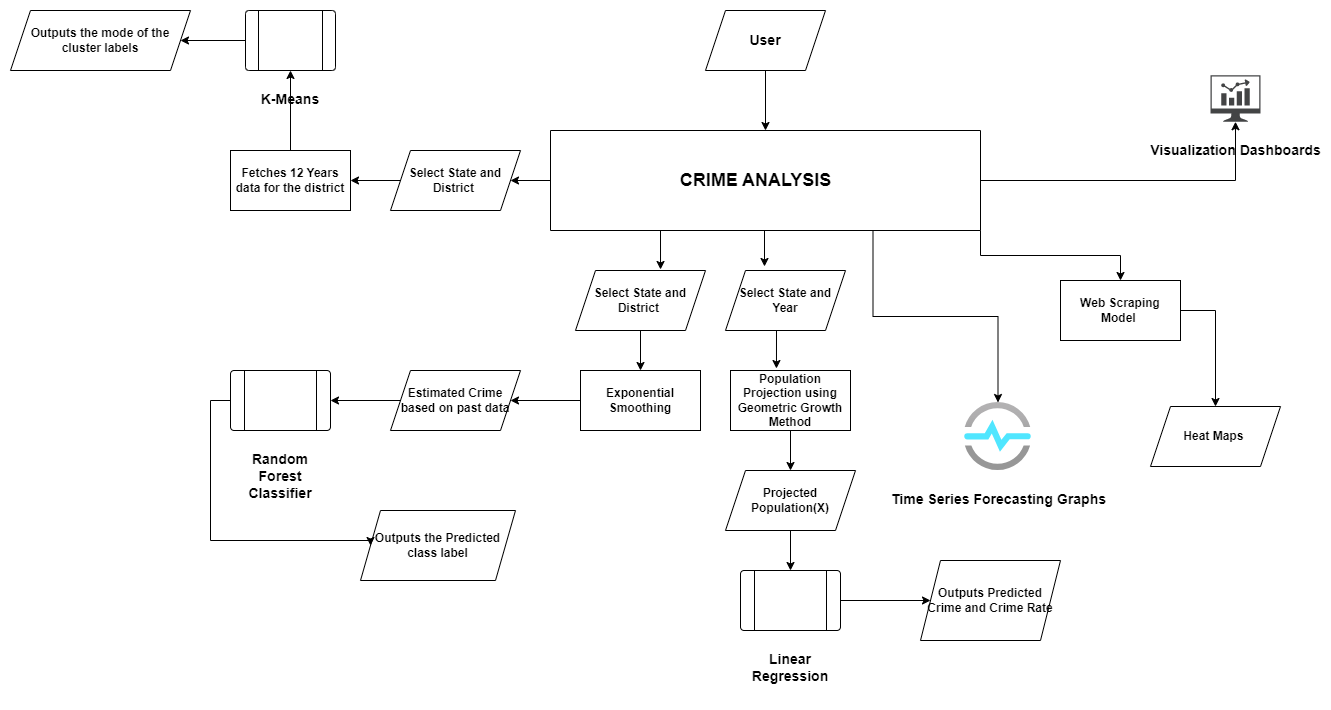 Outputs the mode of the
cluster labels
User
K-Means
Visualization Dashboards
Fetches 12 Years
data for the district
Select State and
District
CRIME ANALYSIS
Select State and
District
Select State and
Year
Web Scraping
Model
Estimated Crime
based on past data
Exponential
Smoothing
Population
Projection using
Geometric Growth
Method
Heat Maps
Random
Forest
Classifier
Projected
Population(X)
Time Series Forecasting Graphs
Outputs the Predicted
class label
Outputs Predicted
Crime and Crime Rate
Linear
Regression